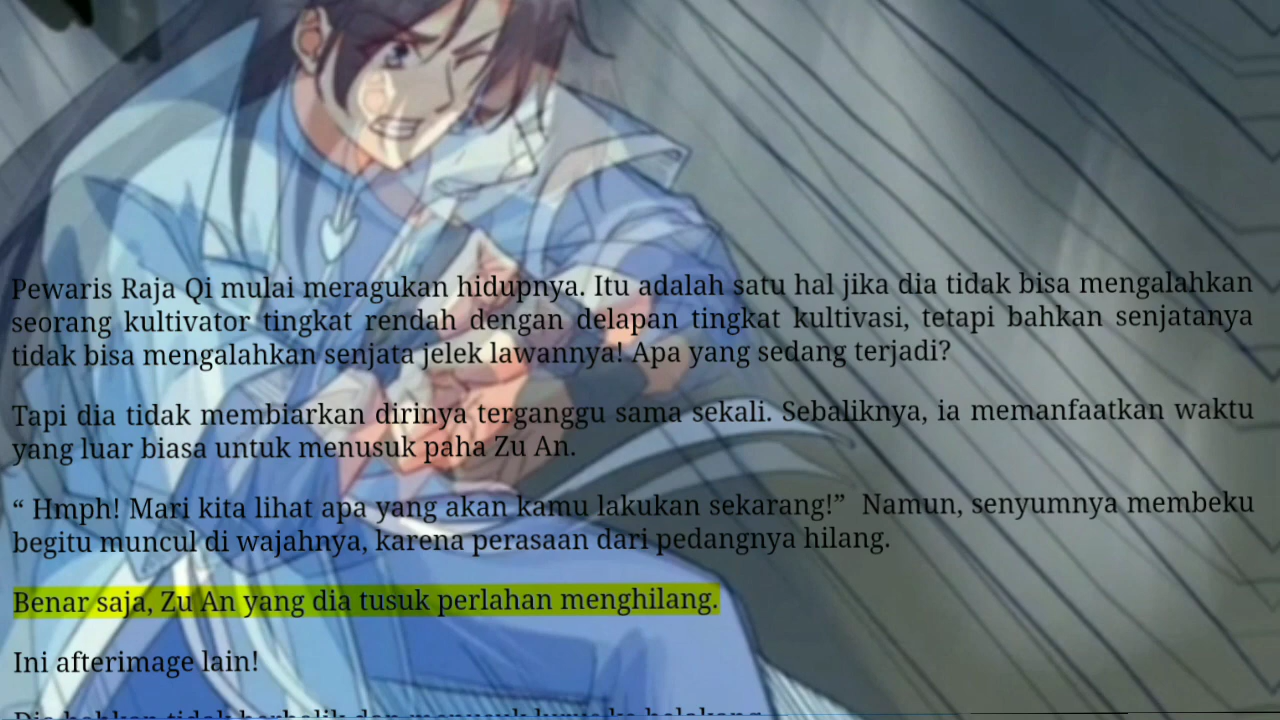 Pewaris Raja Qi mulai meragukan hidupnya. Itu adalah satu hal jika dia tidak bisa mengalahkan
seorang kultivator tingkat rendah dengan delapan tingkat kultivasi, tetapi bahkan senjatanya
tidak bisa mengalahkan senjata jelek lawannya! Apa yang sedang terjadi?
Tapi dia tidak membiarkan dirinya terganggu sama sekali. Sebaliknya, ia memanfaatkan waktu
yang luar biasa untuk menusuk paha Zu An.
“ Hmph! Mari kita lihat apa yang akan kamu lakukan sekarang!” Namun, senyumnya membeku
begitu muncul di wajahnya, karena perasaan dari pedangnya hilang.
Benar saja, Zu An yang dia tusuk perlahan menghilang.
Ini afterimage lain!